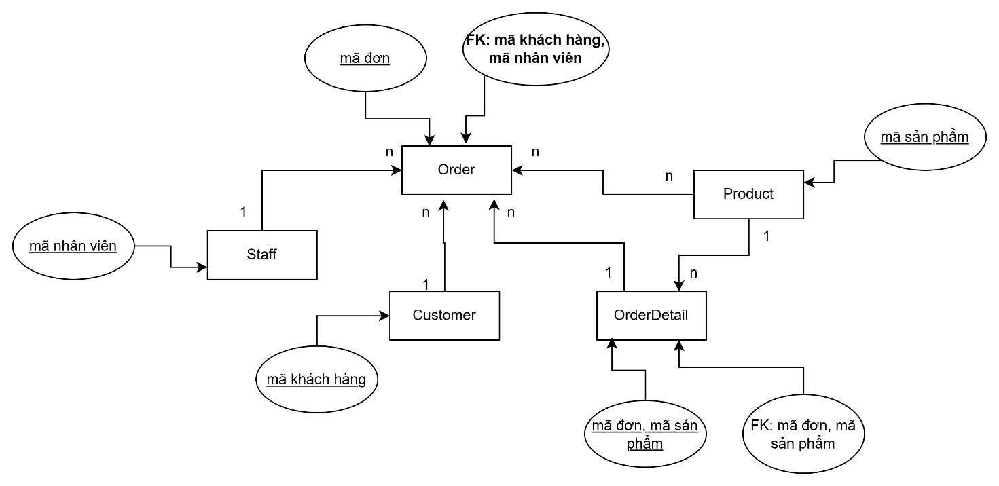 mã đơn
FK: mã khách hàng,
mã nhân viên
mã sản phẩm
n
n
Order
n
Product
1
n
n
1
mã nhân viên
Staff
1
n
1
Customer
OrderDetail
mã khách hàng
mã đơn, mã sản
phẩm
FK: mã đơn, mã
sản phẩm